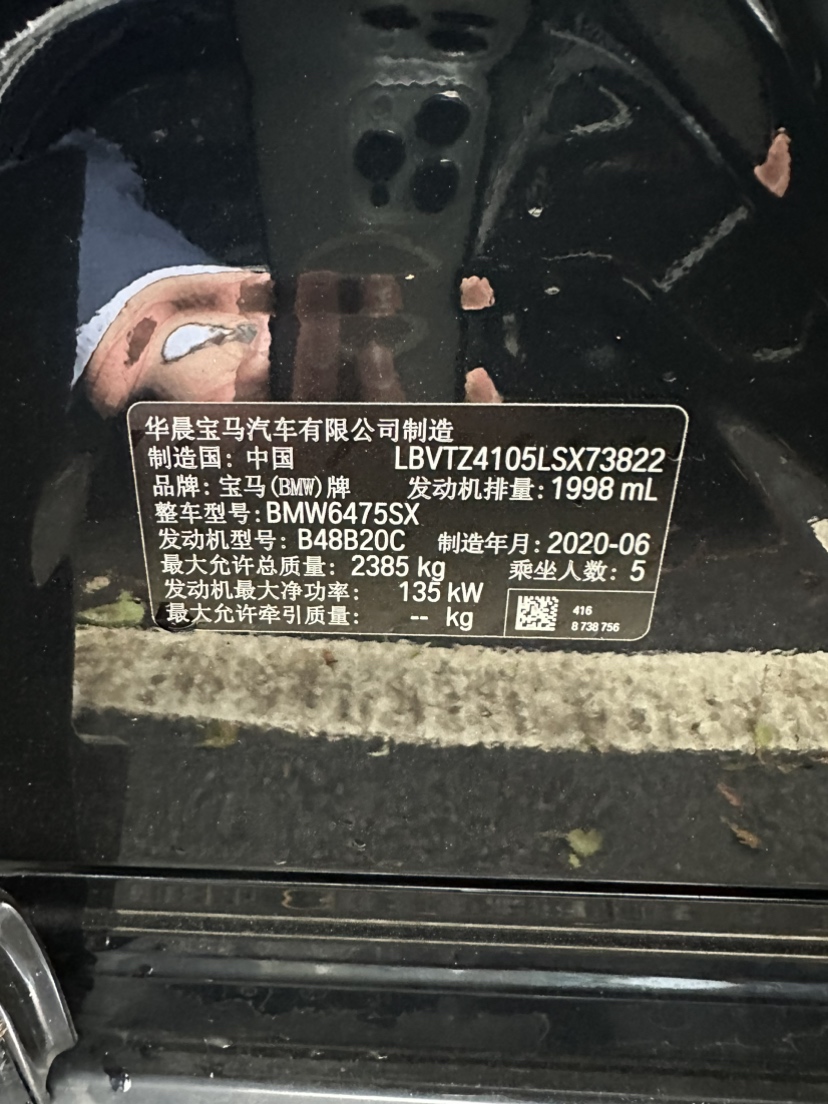 华晨宝马汽车有限公司制造
制造国：中国 LBVTZ4105LSX73822
品牌：宝马(BMW)牌 发动机排量：1998 mL
整车型号：BMW6475SX
发动机型号：B48B20C 制造年月：2020-06
最大允许总质量：2385 kg 乘坐人数：5
发动机最大净功率：135 kW
最大允许牵引质量：-- kg
416
8 738 756